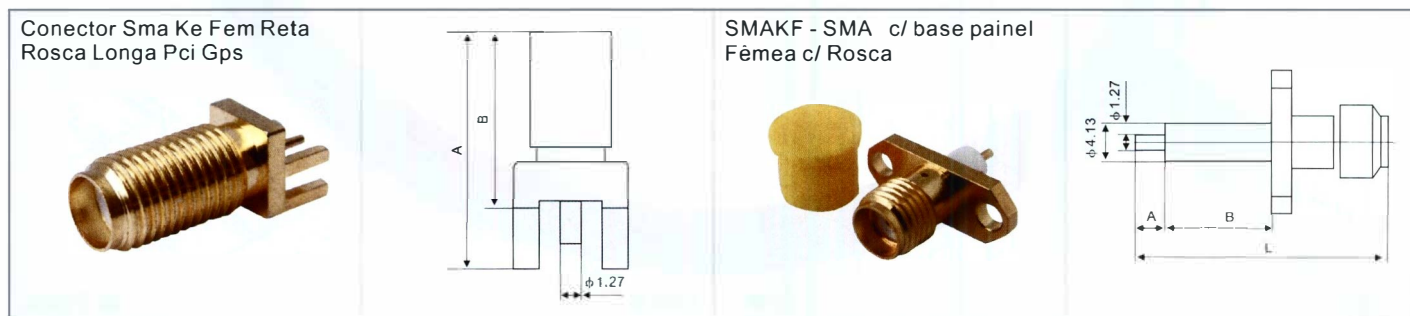 Conector Sma Ke Fem Reta
Rosca Longa Pci Gps
A
B
ϕ1.27
SMAKF - SMA c/ base painel
Fêmea c/ Rosca
ϕ1.27
ϕ4.13
A
B
L